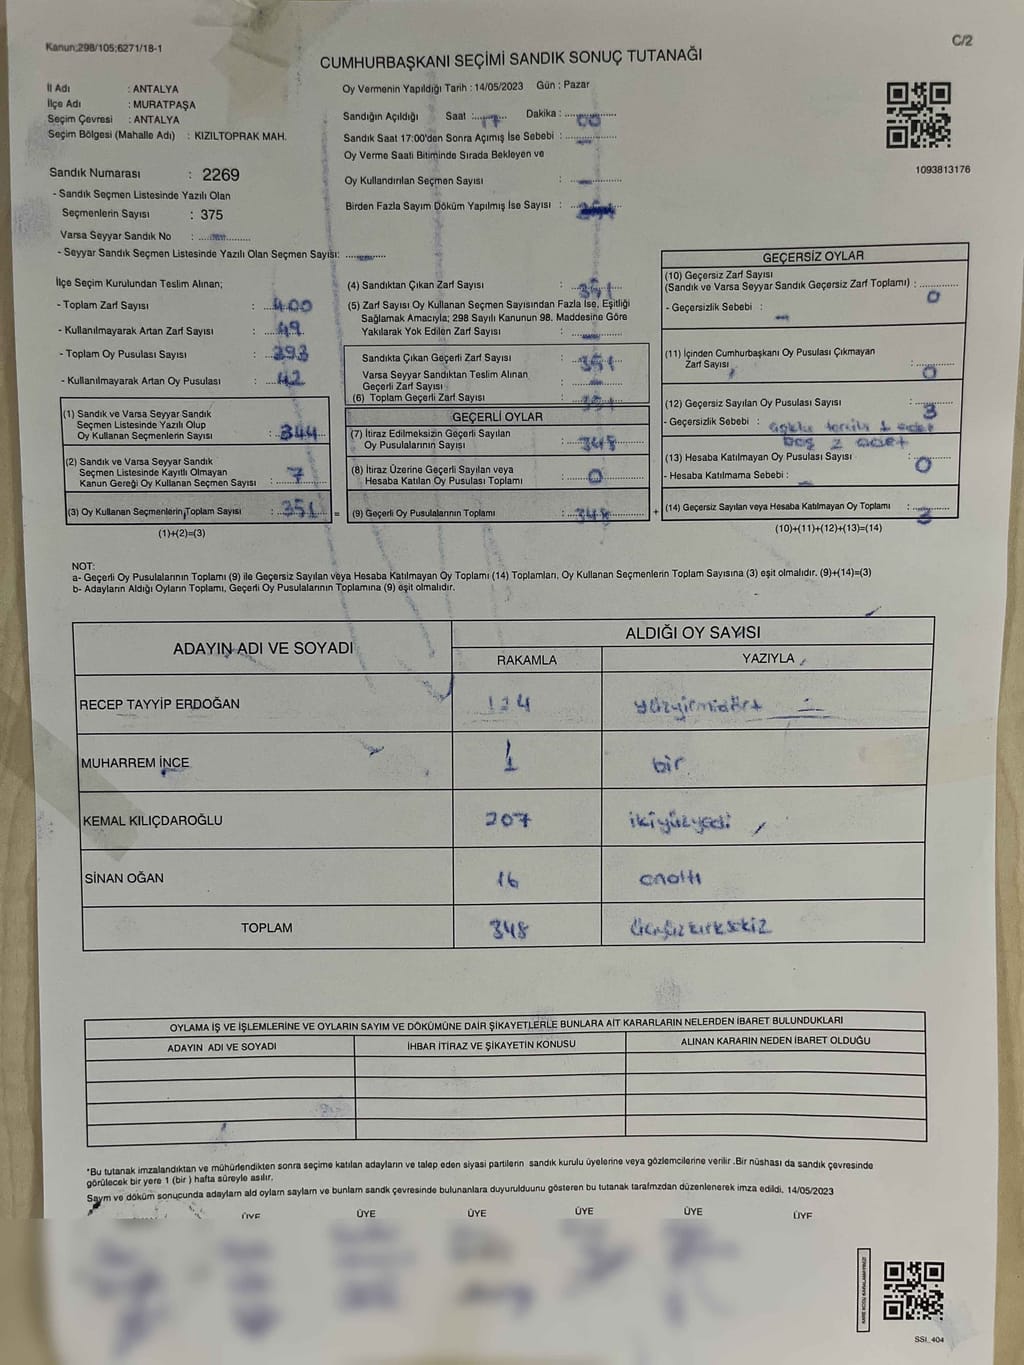 Kanun;298/105;6271/18-1
C/2
CUMHURBAŞKANI SEÇİMİ SANDIK SONUÇ TUTANAĞI
İl Adı : ANTALYA
İlçe Adı : MURATPAŞA
Seçim Çevresi : ANTALYA
Seçim Bölgesi (Mahalle Adı) : KIZILTOPRAK MAH.
Sandık Numarası : 2269
- Sandık Seçmen Listesinde Yazılı Olan
Seçmenlerin Sayısı : 375
Varsa Seyyar Sandık No :
- Seyyar Sandık Seçmen Listesinde Yazılı Olan Seçmen Sayısı:
Oy Vermenin Yapıldığı Tarih : 14/05/2023 Gün : Pazar
Sandığın Açıldığı Saat : 17 Dakika : 00
Sandık Saat 17:00'den Sonra Açımış İse Sebebi :
Oy Verme Saati Bitiminde Sırada Bekleyen ve
Oy Kullandırılan Seçmen Sayısı :
Birden Fazla Sayım Döküm Yapılmış İse Sayısı :
1093813176
İlçe Seçim Kurulundan Teslim Alınan;
- Toplam Zarf Sayısı : 400
- Kullanılmayarak Artan Zarf Sayısı : 49
- Toplam Oy Pusulası Sayısı : 393
- Kullanılmayarak Artan Oy Pusulası : 42
(1) Sandık ve Varsa Seyyar Sandık
Seçmen Listesinde Yazılı Olup
Oy Kullanan Seçmenlerin Sayısı : 344
(2) Sandık ve Varsa Seyyar Sandık
Seçmen Listesinde Kayıtlı Olmayan
Kanun Gereği Oy Kullanan Seçmen Sayısı : 7
(3) Oy Kullanan Seçmenlerin Toplam Sayısı : 351
(1)+(2)=(3)
(4) Sandıktan Çıkan Zarf Sayısı : 351
(5) Zarf Sayısı Oy Kullanan Seçmen Sayısından Fazla İse, Eşitliği
Sağlamak Amacıyla; 298 Sayılı Kanunun 98. Maddesine Göre
Yakılarak Yok Edilen Zarf Sayısı :
Sandıkta Çıkan Geçerli Zarf Sayısı : 351
Varsa Seyyar Sandıktan Teslim Alınan
Geçerli Zarf Sayısı :
(6) Toplam Geçerli Zarf Sayısı : 351
GEÇERLİ OYLAR
(7) İtiraz Edilmeksizin Geçerli Sayılan
Oy Pusulalarının Sayısı : 348
(8) İtiraz Üzerine Geçerli Sayılan veya
Hesaba Katılan Oy Pusulası Toplamı : 0
= (9) Geçerli Oy Pusulalarının Toplamı : 348 +
GEÇERSİZ OYLAR
(10) Geçersiz Zarf Sayısı
(Sandık ve Varsa Seyyar Sandık Geçersiz Zarf Toplamı) : 0
- Geçersizlik Sebebi :
(11) İçinden Cumhurbaşkanı Oy Pusulası Çıkmayan
Zarf Sayısı : 0
(12) Geçersiz Sayılan Oy Pusulası Sayısı : 3
- Geçersizlik Sebebi : 1 adet
boş 2 adet
(13) Hesaba Katılmayan Oy Pusulası Sayısı : 0
- Hesaba Katılmama Sebebi :
(14) Geçersiz Sayılan veya Hesaba Katılmayan Oy Toplamı : 3
(10)+(11)+(12)+(13)=(14)
NOT:
a- Geçerli Oy Pusulalarının Toplamı (9) ile Geçersiz Sayılan veya Hesaba Katılmayan Oy Toplamı (14) Toplamları, Oy Kullanan Seçmenlerin Toplam Sayısına (3) eşit olmalıdır. (9)+(14)=(3)
b- Adayların Aldığı Oyların Toplamı, Geçerli Oy Pusulalarının Toplamına (9) eşit olmalıdır.
ADAYIN ADI VE SOYADI
ALDIĞI OY SAYISI
RAKAMLA YAZIYLA
RECEP TAYYİP ERDOĞAN 124 yüzyirmidört
MUHARREM İNCE 1 bir
KEMAL KILIÇDAROĞLU 207 ikiyüzyedi
SİNAN OĞAN 16 onaltı
TOPLAM 348 üçyüzkırksekiz
OYLAMA İŞ VE İŞLEMLERİNE VE OYLARIN SAYIM VE DÖKÜMÜNE DAİR ŞİKAYETLERLE BUNLARA AİT KARARLARIN NELERDEN İBARET BULUNDUKLARI
ADAYIN ADI VE SOYADI İHBAR İTİRAZ VE ŞİKAYETİN KONUSU ALINAN KARARIN NEDEN İBARET OLDUĞU
*Bu tutanak imzalandıktan ve mühürlendikten sonra seçime katılan adayların ve talep eden siyasi partilerin sandık kurulu üyelerine veya gözlemcilerine verilir .Bir nüshası da sandık çevresinde
görülecek bir yere 1 (bir ) hafta süreyle asılır.
Sayım ve döküm sonucunda adayların ald oyların sayların ve bunların sandk çevresinde bulunanlara duyurulduunu gösteren bu tutanak tarafmzdan düzenlenerek imza edildi, 14/05/2023
ÜYE ÜYE ÜYE ÜYE ÜYE ÜYE
SSI_404